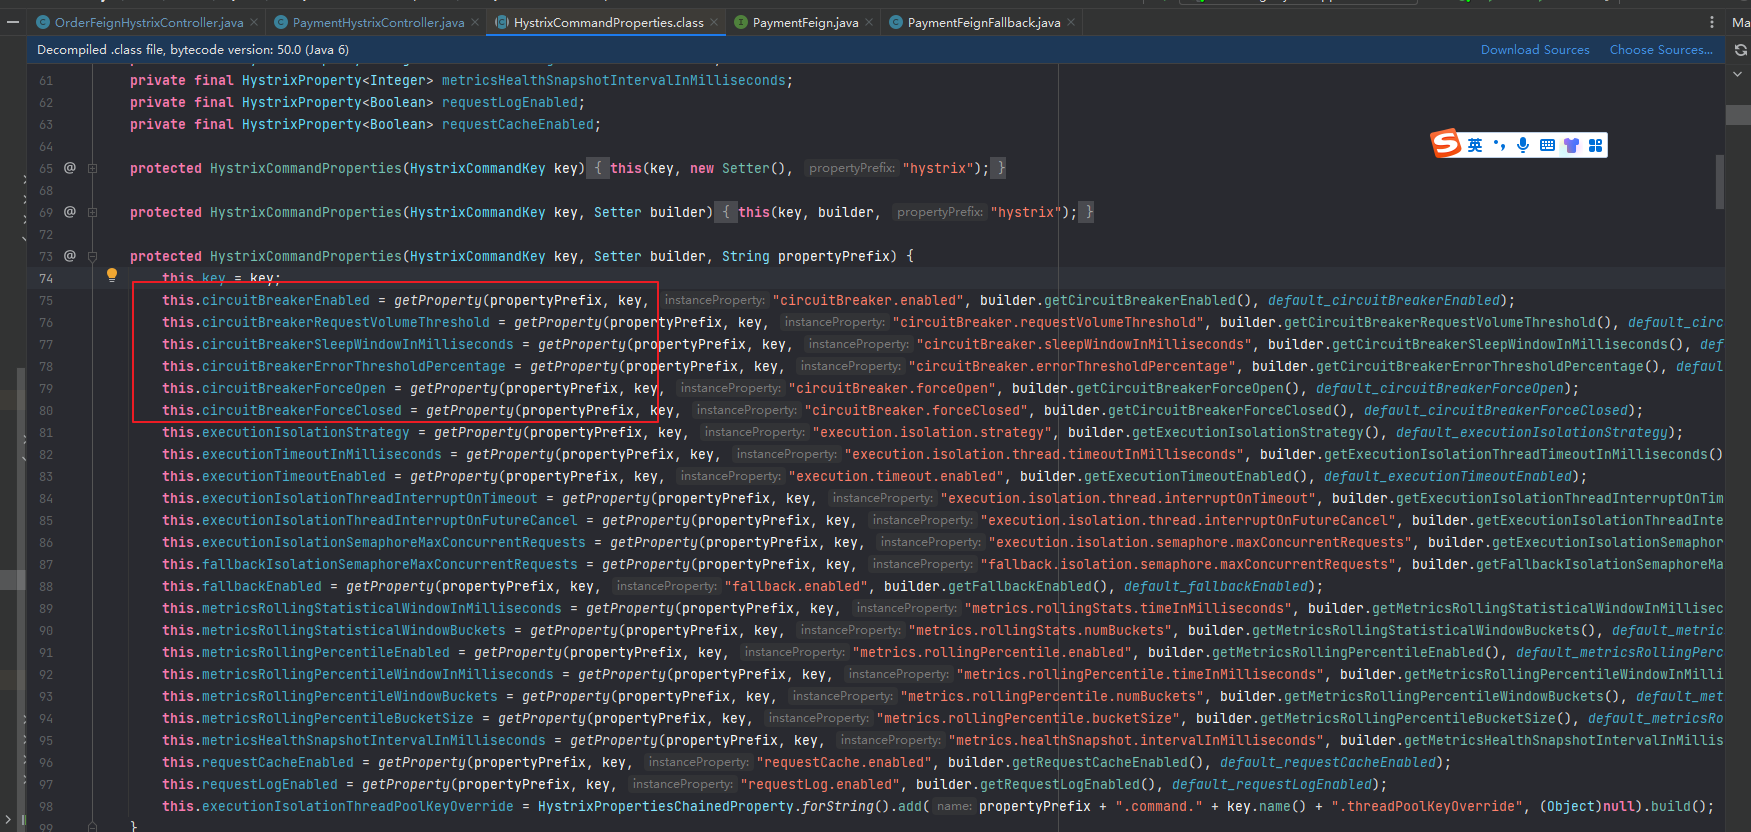 OrderFeignHystrixController.java
PaymentHystrixController.java
HystrixCommandProperties.class
PaymentFeign.java
PaymentFeignFallback.java
Ma
Decompiled .class file, bytecode version: 50.0 (Java 6)
Download Sources
Choose Sources...
61 private final HystrixProperty<Integer> metricsHealthSnapshotIntervalInMilliseconds;
62 private final HystrixProperty<Boolean> requestLogEnabled;
63 private final HystrixProperty<Boolean> requestCacheEnabled;
64
65 @ protected HystrixCommandProperties(HystrixCommandKey key) { this(key, new Setter(), propertyPrefix: "hystrix"); }
68
69 @ protected HystrixCommandProperties(HystrixCommandKey key, Setter builder) { this(key, builder, propertyPrefix: "hystrix"); }
72
73 @ protected HystrixCommandProperties(HystrixCommandKey key, Setter builder, String propertyPrefix) {
74 this.key = key;
75 this.circuitBreakerEnabled = getProperty(propertyPrefix, key, instanceProperty: "circuitBreaker.enabled", builder.getCircuitBreakerEnabled(), default_circuitBreakerEnabled);
76 this.circuitBreakerRequestVolumeThreshold = getProperty(propertyPrefix, key, instanceProperty: "circuitBreaker.requestVolumeThreshold", builder.getCircuitBreakerRequestVolumeThreshold(), default_circ
77 this.circuitBreakerSleepWindowInMilliseconds = getProperty(propertyPrefix, key, instanceProperty: "circuitBreaker.sleepWindowInMilliseconds", builder.getCircuitBreakerSleepWindowInMilliseconds(), def
78 this.circuitBreakerErrorThresholdPercentage = getProperty(propertyPrefix, key, instanceProperty: "circuitBreaker.errorThresholdPercentage", builder.getCircuitBreakerErrorThresholdPercentage(), defaul
79 this.circuitBreakerForceOpen = getProperty(propertyPrefix, key, instanceProperty: "circuitBreaker.forceOpen", builder.getCircuitBreakerForceOpen(), default_circuitBreakerForceOpen);
80 this.circuitBreakerForceClosed = getProperty(propertyPrefix, key, instanceProperty: "circuitBreaker.forceClosed", builder.getCircuitBreakerForceClosed(), default_circuitBreakerForceClosed);
81 this.executionIsolationStrategy = getProperty(propertyPrefix, key, instanceProperty: "execution.isolation.strategy", builder.getExecutionIsolationStrategy(), default_executionIsolationStrategy);
82 this.executionTimeoutInMilliseconds = getProperty(propertyPrefix, key, instanceProperty: "execution.isolation.thread.timeoutInMilliseconds", builder.getExecutionIsolationThreadTimeoutInMilliseconds()
83 this.executionTimeoutEnabled = getProperty(propertyPrefix, key, instanceProperty: "execution.timeout.enabled", builder.getExecutionTimeoutEnabled(), default_executionTimeoutEnabled);
84 this.executionIsolationThreadInterruptOnTimeout = getProperty(propertyPrefix, key, instanceProperty: "execution.isolation.thread.interruptOnTimeout", builder.getExecutionIsolationThreadInterruptOnTim
85 this.executionIsolationThreadInterruptOnFutureCancel = getProperty(propertyPrefix, key, instanceProperty: "execution.isolation.thread.interruptOnFutureCancel", builder.getExecutionIsolationThreadInte
86 this.executionIsolationSemaphoreMaxConcurrentRequests = getProperty(propertyPrefix, key, instanceProperty: "execution.isolation.semaphore.maxConcurrentRequests", builder.getExecutionIsolationSemaphor
87 this.fallbackIsolationSemaphoreMaxConcurrentRequests = getProperty(propertyPrefix, key, instanceProperty: "fallback.isolation.semaphore.maxConcurrentRequests", builder.getFallbackIsolationSemaphoreMa
88 this.fallbackEnabled = getProperty(propertyPrefix, key, instanceProperty: "fallback.enabled", builder.getFallbackEnabled(), default_fallbackEnabled);
89 this.metricsRollingStatisticalWindowInMilliseconds = getProperty(propertyPrefix, key, instanceProperty: "metrics.rollingStats.timeInMilliseconds", builder.getMetricsRollingStatisticalWindowInMillisec
90 this.metricsRollingStatisticalWindowBuckets = getProperty(propertyPrefix, key, instanceProperty: "metrics.rollingStats.numBuckets", builder.getMetricsRollingStatisticalWindowBuckets(), default_metric
91 this.metricsRollingPercentileEnabled = getProperty(propertyPrefix, key, instanceProperty: "metrics.rollingPercentile.enabled", builder.getMetricsRollingPercentileEnabled(), default_metricsRollingPerc
92 this.metricsRollingPercentileWindowInMilliseconds = getProperty(propertyPrefix, key, instanceProperty: "metrics.rollingPercentile.timeInMilliseconds", builder.getMetricsRollingPercentileWindowInMilli
93 this.metricsRollingPercentileWindowBuckets = getProperty(propertyPrefix, key, instanceProperty: "metrics.rollingPercentile.numBuckets", builder.getMetricsRollingPercentileWindowBuckets(), default_met
94 this.metricsRollingPercentileBucketSize = getProperty(propertyPrefix, key, instanceProperty: "metrics.rollingPercentile.bucketSize", builder.getMetricsRollingPercentileBucketSize(), default_metricsRo
95 this.metricsHealthSnapshotIntervalInMilliseconds = getProperty(propertyPrefix, key, instanceProperty: "metrics.healthSnapshot.intervalInMilliseconds", builder.getMetricsHealthSnapshotIntervalInMillis
96 this.requestCacheEnabled = getProperty(propertyPrefix, key, instanceProperty: "requestCache.enabled", builder.getRequestCacheEnabled(), default_requestCacheEnabled);
97 this.requestLogEnabled = getProperty(propertyPrefix, key, instanceProperty: "requestLog.enabled", builder.getRequestLogEnabled(), default_requestLogEnabled);
98 this.executionIsolationThreadPoolKeyOverride = HystrixPropertiesChainedProperty.forString().add( name: propertyPrefix + ".command." + key.name() + ".threadPoolKeyOverride", (Object)null).build();
99 }
S 英